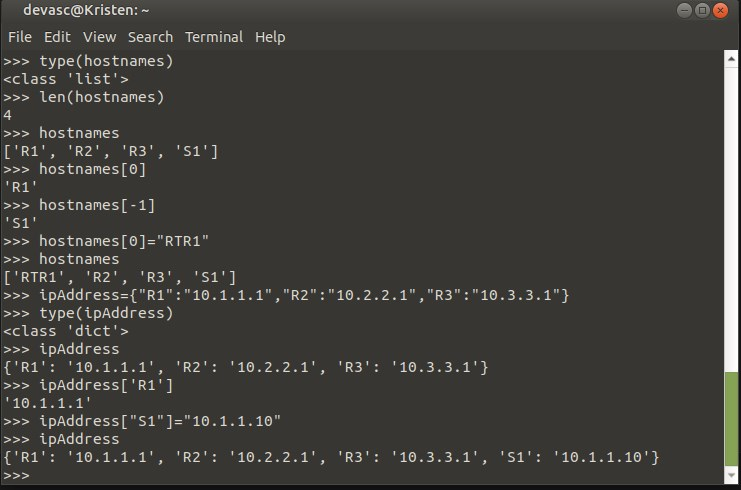 devasc@Kristen: ~
File Edit View Search Terminal Help
>>> type(hostnames)
<class 'list'>
>>> len(hostnames)
4
>>> hostnames
['R1', 'R2', 'R3', 'S1']
>>> hostnames[0]
'R1'
>>> hostnames[-1]
'S1'
>>> hostnames[0]="RTR1"
>>> hostnames
['RTR1', 'R2', 'R3', 'S1']
>>> ipAddress={"R1":"10.1.1.1","R2":"10.2.2.1","R3":"10.3.3.1"}
>>> type(ipAddress)
<class 'dict'>
>>> ipAddress
{'R1': '10.1.1.1', 'R2': '10.2.2.1', 'R3': '10.3.3.1'}
>>> ipAddress['R1']
'10.1.1.1'
>>> ipAddress["S1"]="10.1.1.10"
>>> ipAddress
{'R1': '10.1.1.1', 'R2': '10.2.2.1', 'R3': '10.3.3.1', 'S1': '10.1.1.10'}
>>>